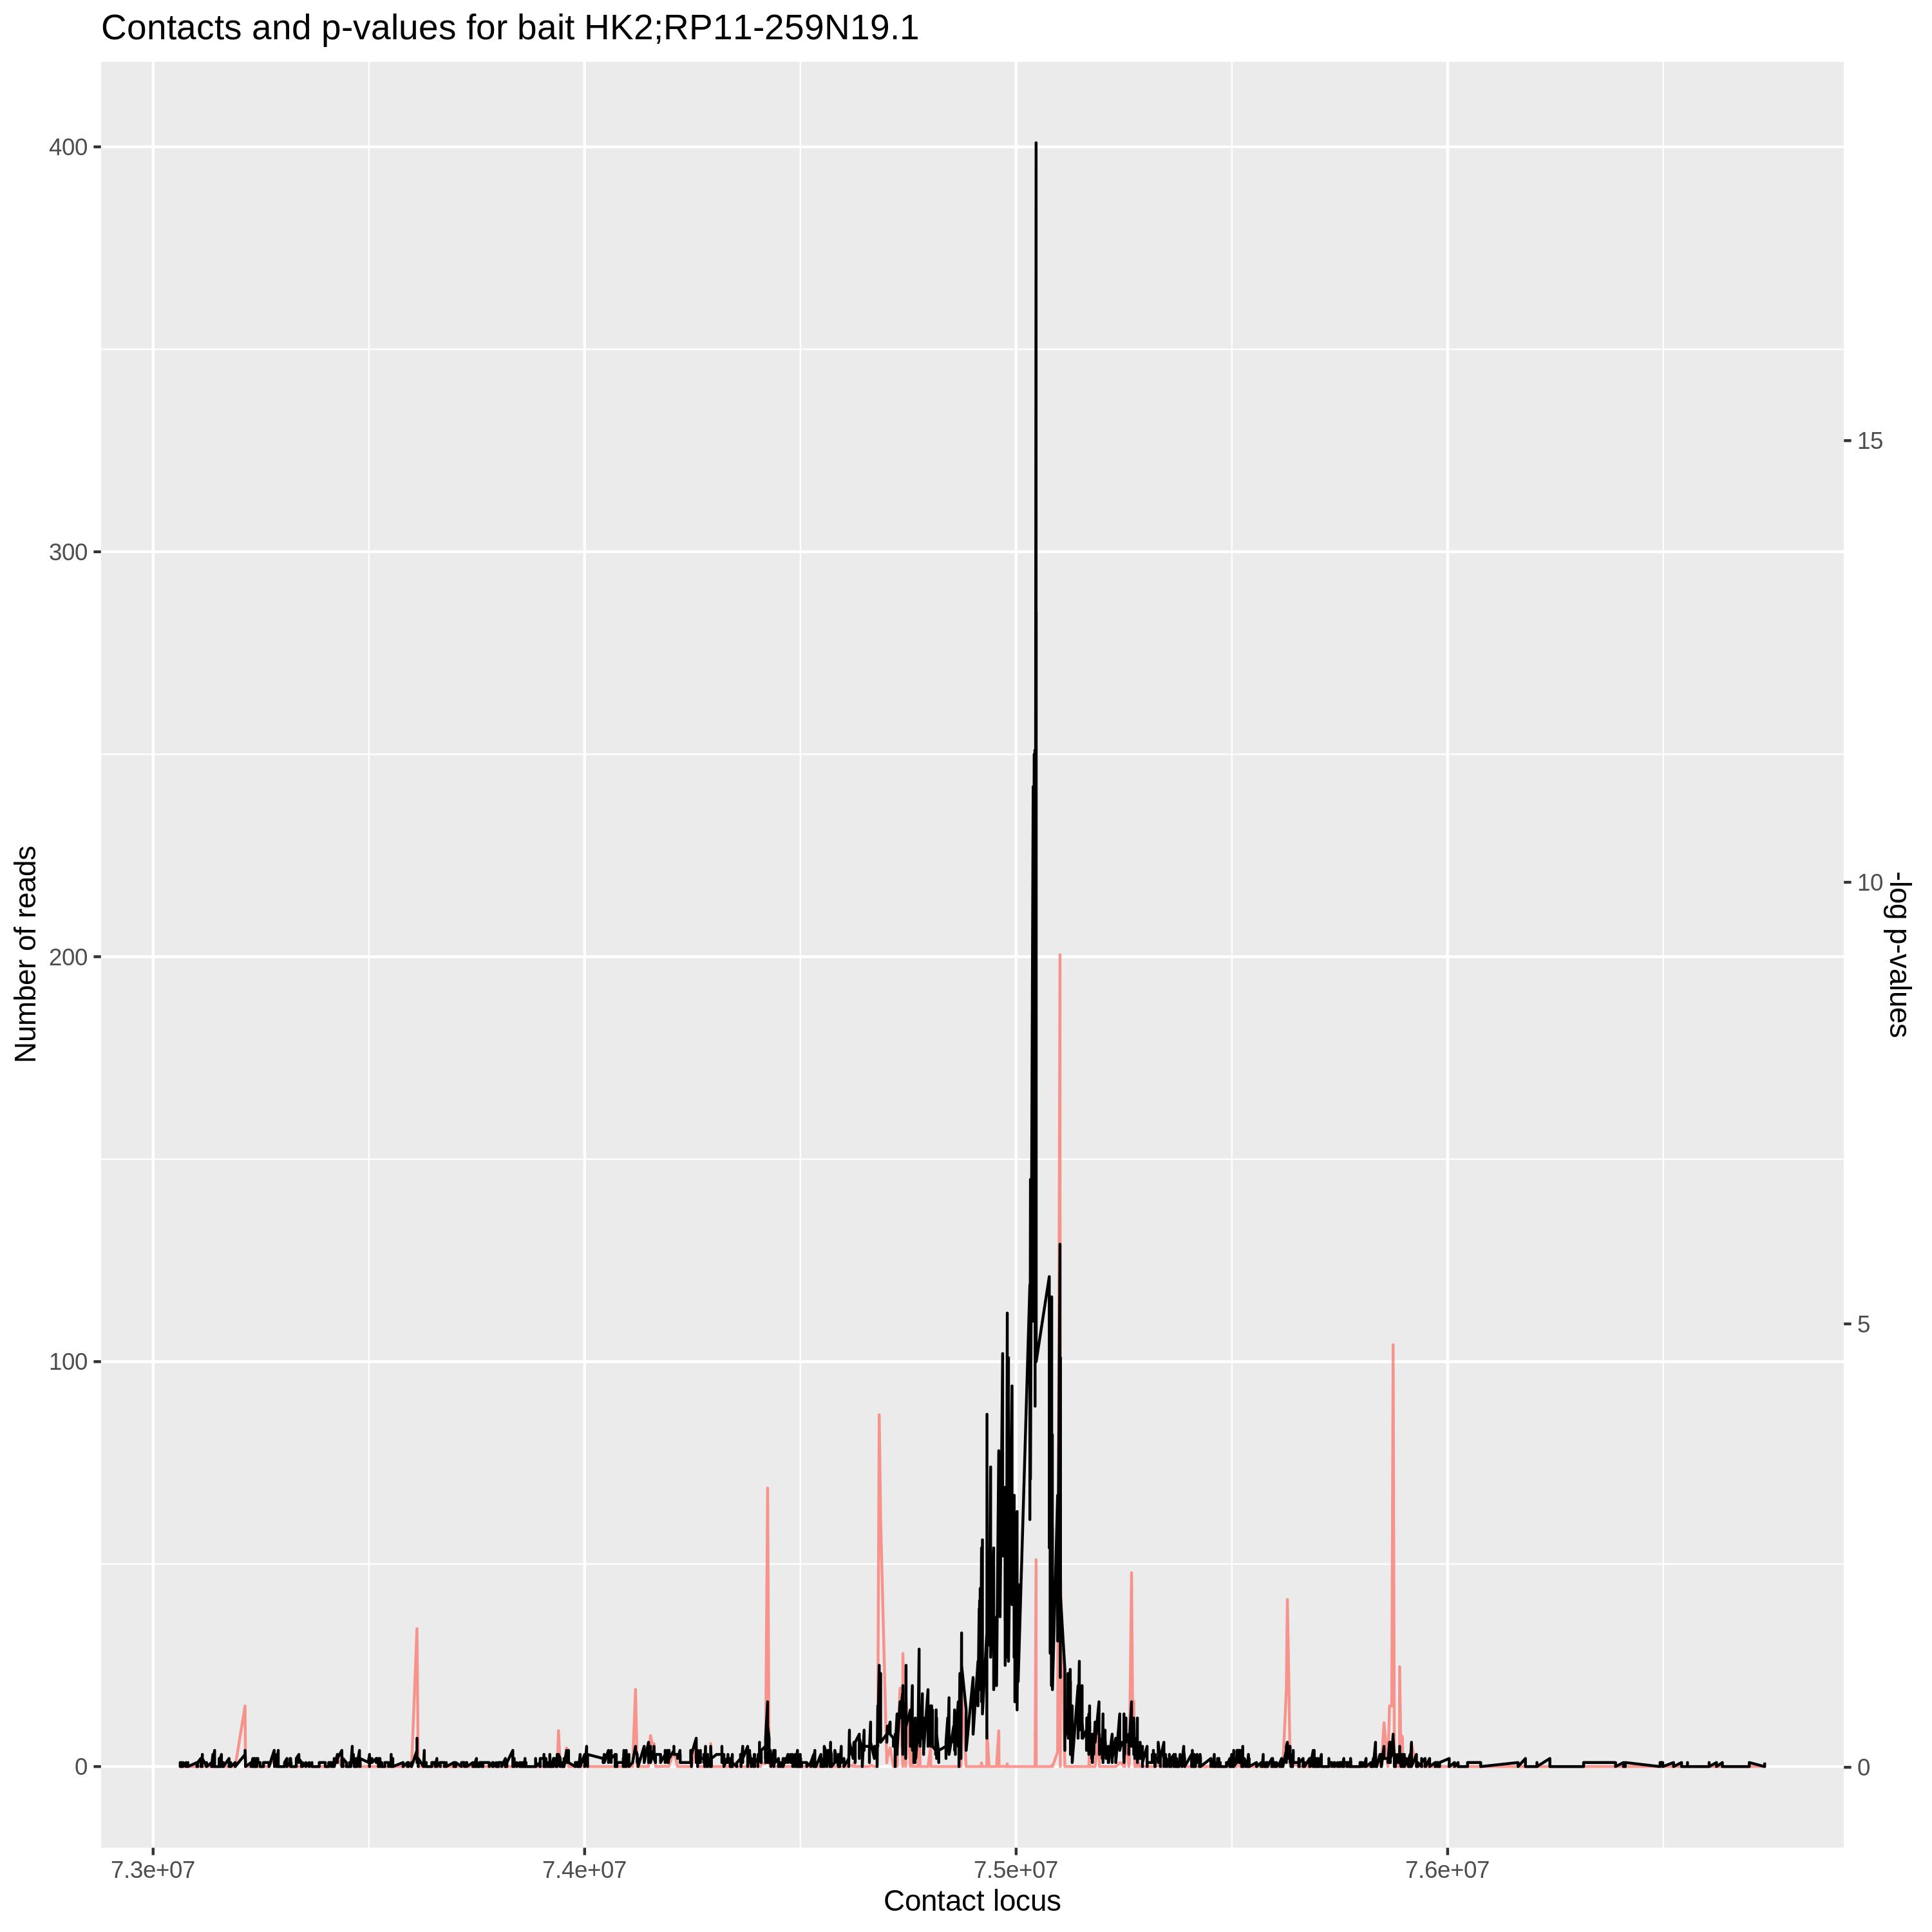 Contacts and p-values for bait HK2;RP11-259N19.1
400
300
200
100
0
Number of reads
15
10
5
0
-log p-values
7.3e+07 7.4e+07 7.5e+07 7.6e+07
Contact locus